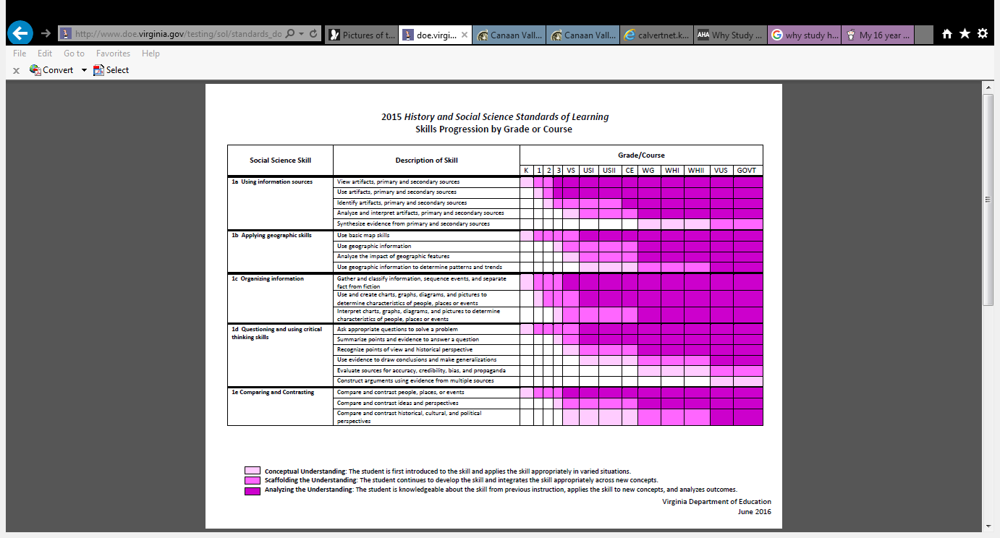 http://www.doe.virginia.gov/testing/sol/standards_do
Pictures of t...
doe.virgi...
Canaan Vall...
Canaan Vall...
calvertnet.k...
AHA Why Study ...
why study h...
My 16 year ...
File Edit Go to Favorites Help
x Convert Select
2015 History and Social Science Standards of Learning
Skills Progression by Grade or Course
Social Science Skill Description of Skill Grade/Course
K 1 2 3 VS USI USII CE WG WHI WHII VUS GOVT
1a Using information sources View artifacts, primary and secondary sources
Use artifacts, primary and secondary sources
Identify artifacts, primary and secondary sources
Analyze and interpret artifacts, primary and secondary sources
Synthesize evidence from primary and secondary sources
1b Applying geographic skills Use basic map skills
Use geographic information
Analyze the impact of geographic features
Use geographic information to determine patterns and trends
1c Organizing information Gather and classify information, sequence events, and separate
fact from fiction
Use and create charts, graphs, diagrams, and pictures to
determine characteristics of people, places or events
Interpret charts, graphs, diagrams, and pictures to determine
characteristics of people, places or events
1d Questioning and using critical Ask appropriate questions to solve a problem
thinking skills Summarize points and evidence to answer a question
Recognize points of view and historical perspective
Use evidence to draw conclusions and make generalizations
Evaluate sources for accuracy, credibility, bias, and propaganda
Construct arguments using evidence from multiple sources
1e Comparing and Contrasting Compare and contrast people, places, or events
Compare and contrast ideas and perspectives
Compare and contrast historical, cultural, and political
perspectives
Conceptual Understanding: The student is first introduced to the skill and applies the skill appropriately in varied situations.
Scaffolding the Understanding: The student continues to develop the skill and integrates the skill appropriately across new concepts.
Analyzing the Understanding: The student is knowledgeable about the skill from previous instruction, applies the skill to new concepts, and analyzes outcomes.
Virginia Department of Education
June 2016